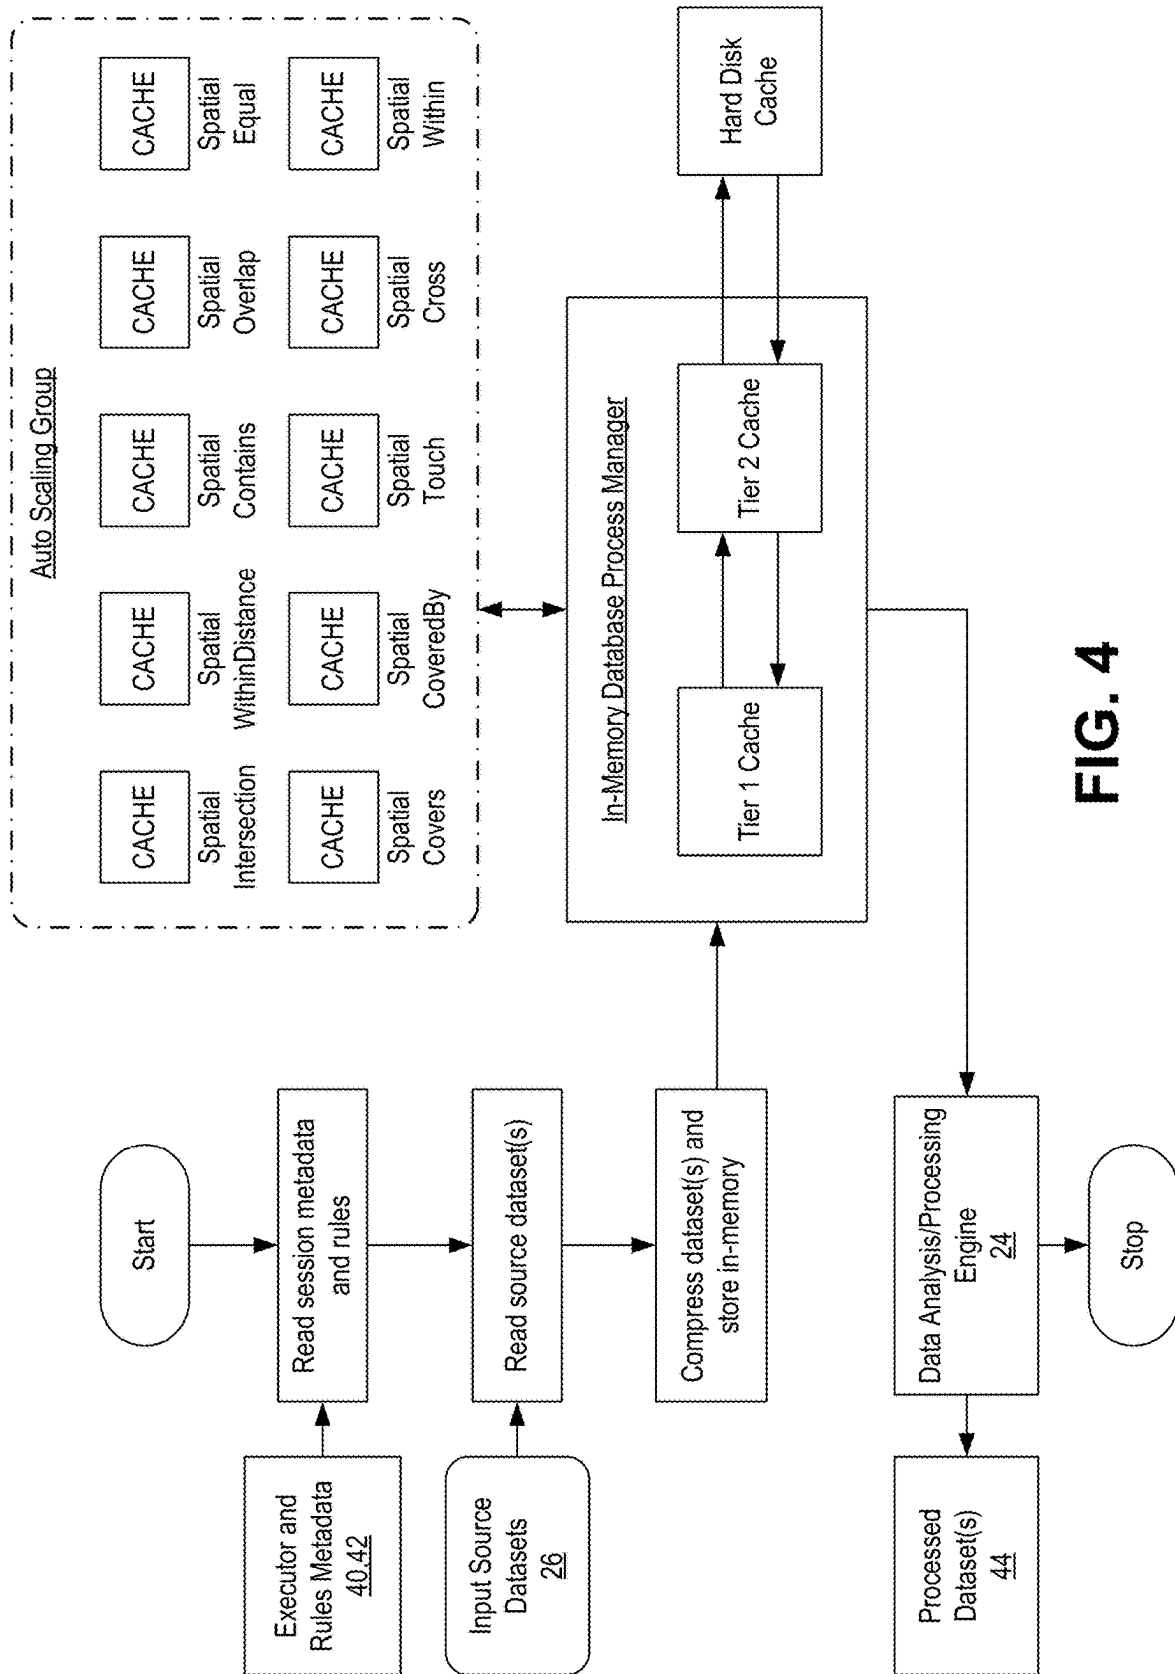 Start
Read session metadata
and rules
Executor and
Rules Metadata
40,42
Read source dataset(s)
Input Source
Datasets
26
Compress dataset(s) and
store in-memory
Auto Scaling Group
CACHE
Spatial
Intersection
CACHE
Spatial
WithinDistance
CACHE
Spatial
Contains
CACHE
Spatial
Overlap
CACHE
Spatial
Equal
CACHE
Spatial
Covers
CACHE
Spatial
CoveredBy
CACHE
Spatial
Touch
CACHE
Spatial
Cross
CACHE
Spatial
Within
In-Memory Database Process Manager
Tier 1 Cache
Tier 2 Cache
Hard Disk
Cache
Data Analysis/Processing
Engine
24
Processed
Dataset(s)
44
Stop
FIG. 4